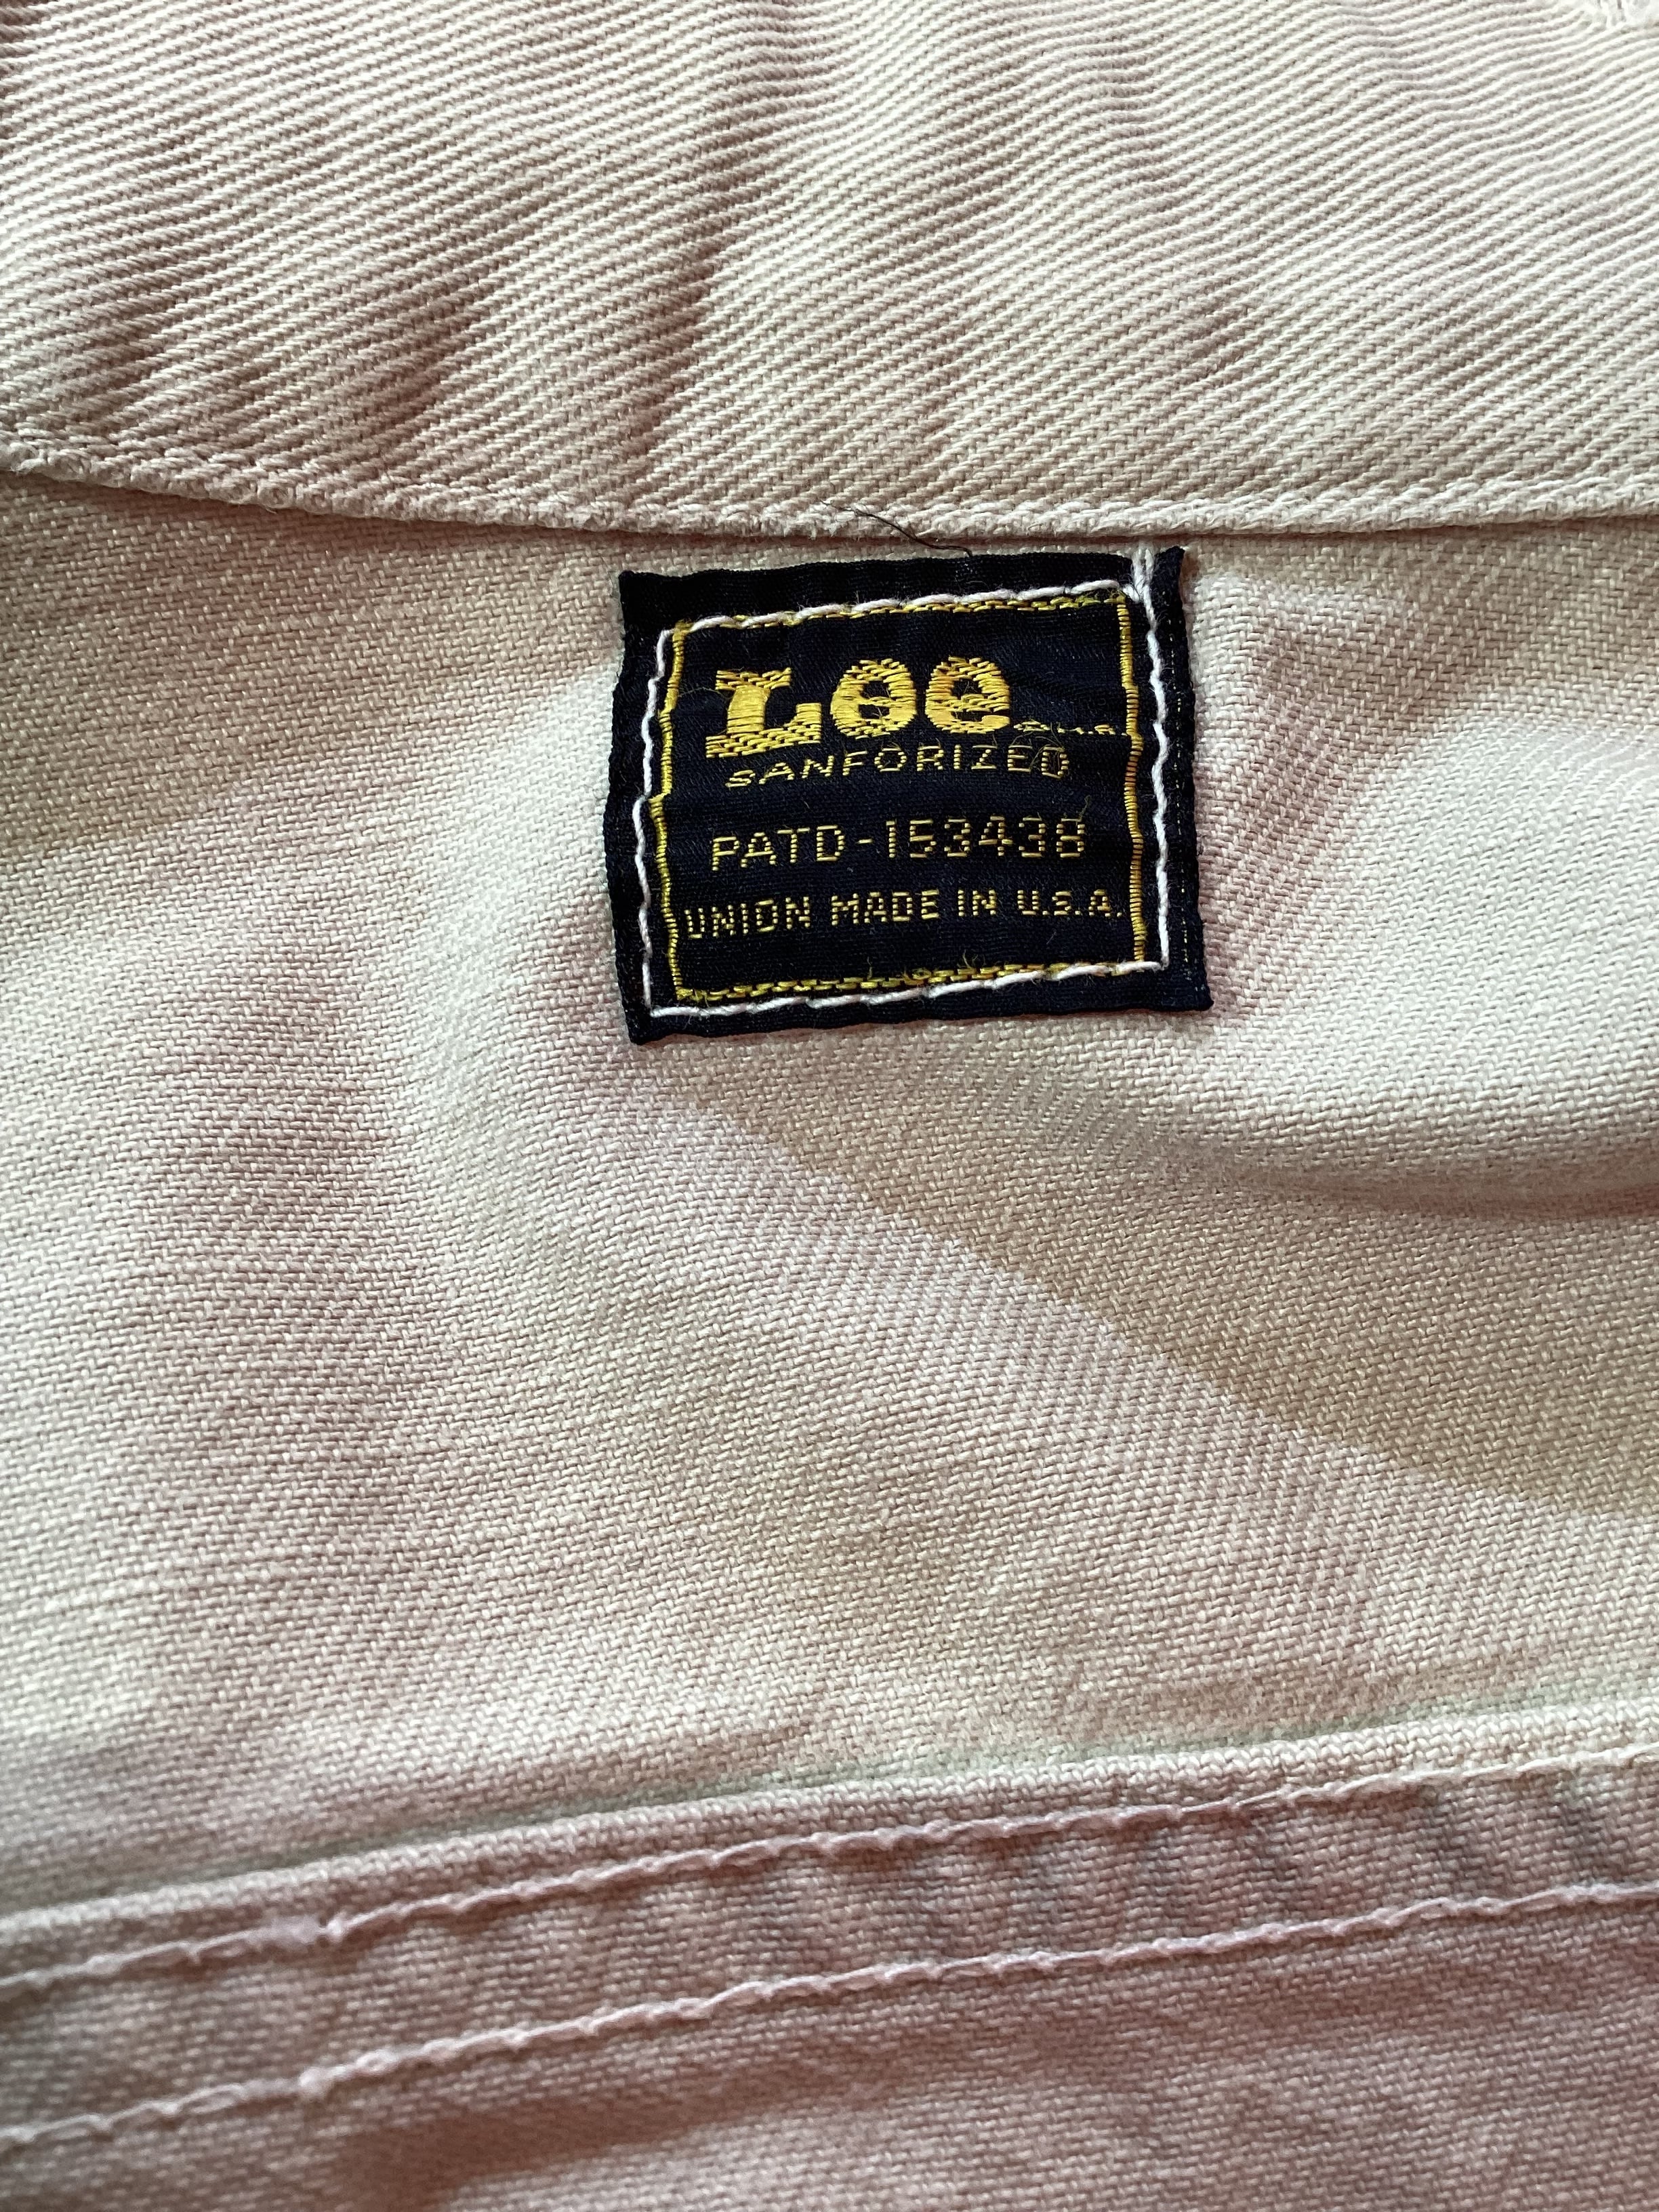 Lee M.R.
SANFORIZED
PATD-153438
UNION MADE IN U.S.A.